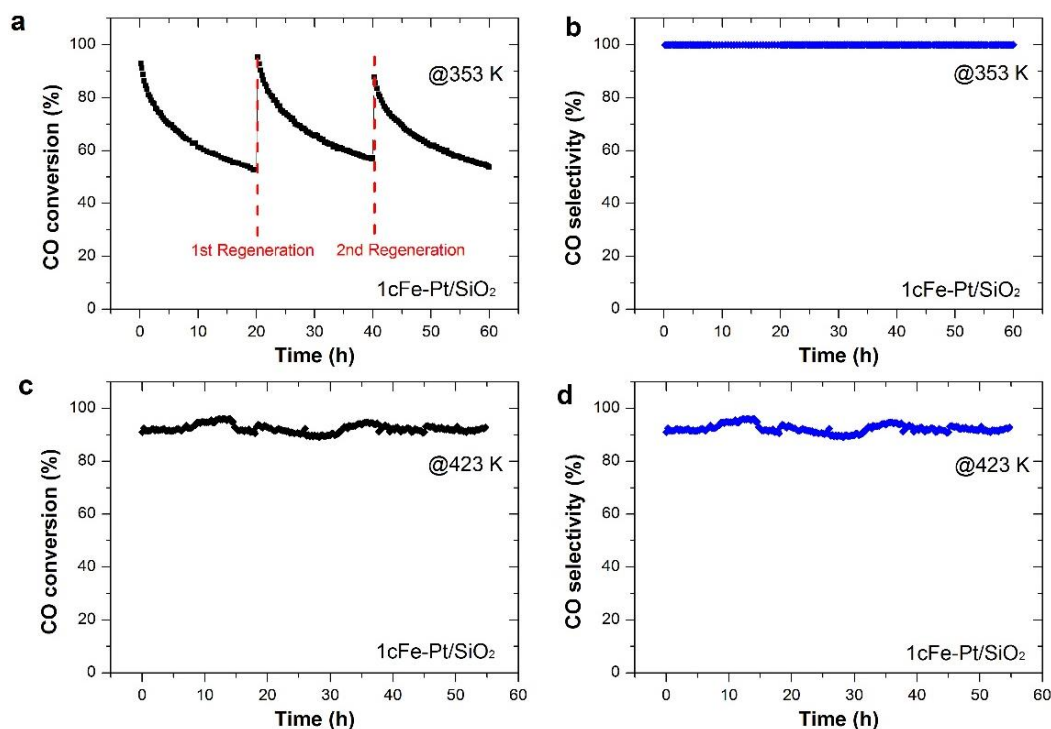 a
CO conversion (%)
100
80
60
40
20
0
@353 K
1st Regeneration
2nd Regeneration
1cFe-Pt/SiO₂
0 10 20 30 40 50 60
Time (h)
b
CO selectivity (%)
100
80
60
40
20
0
@353 K
1cFe-Pt/SiO₂
0 10 20 30 40 50 60
Time (h)
c
CO conversion (%)
100
80
60
40
20
0
@423 K
1cFe-Pt/SiO₂
0 10 20 30 40 50 60
Time (h)
d
CO selectivity (%)
100
80
60
40
20
0
@423 K
1cFe-Pt/SiO₂
0 10 20 30 40 50 60
Time (h)